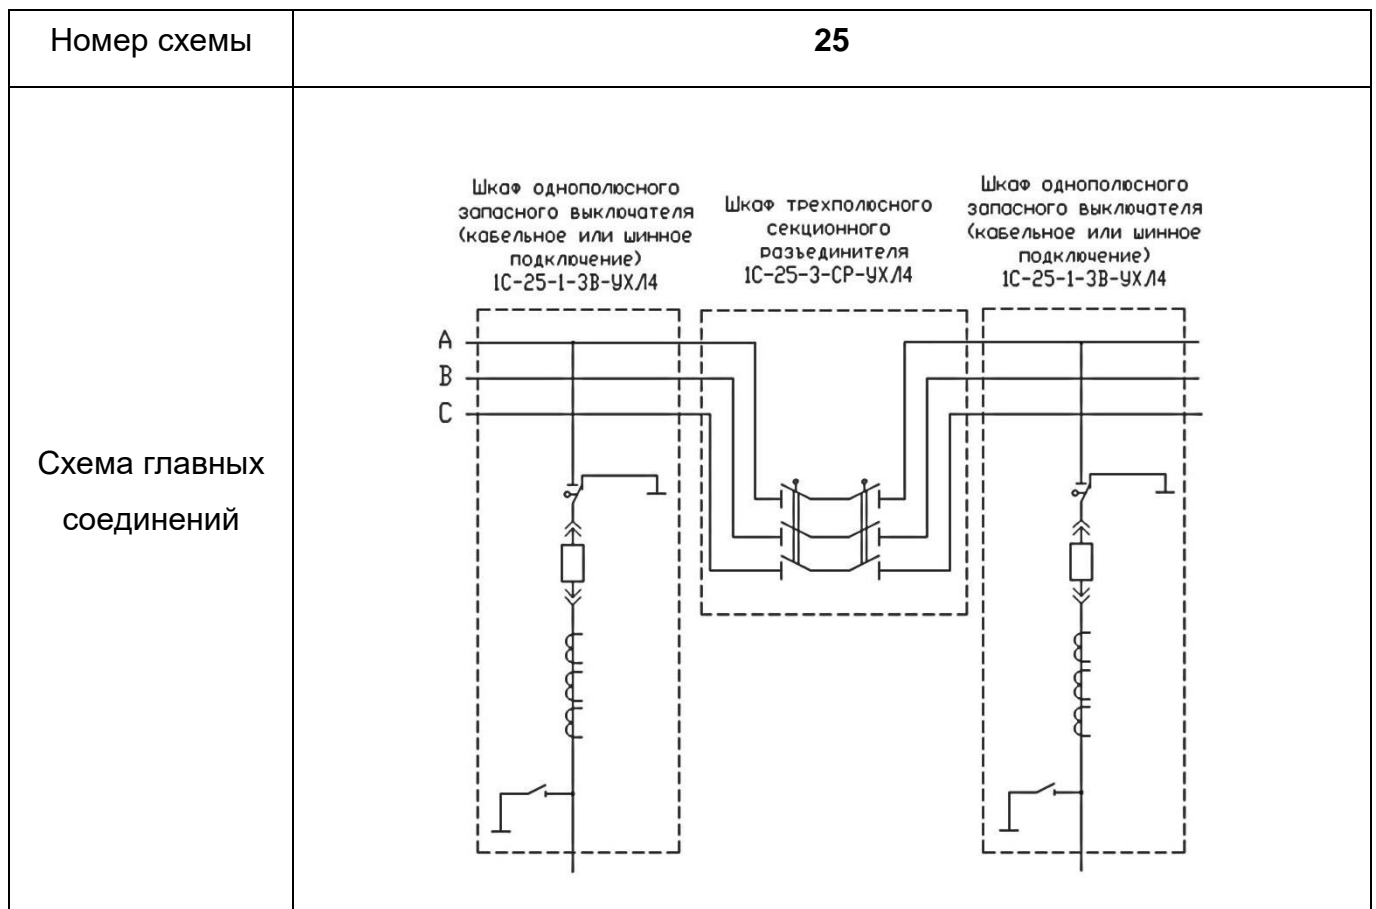 Номер схемы
25
Схема главных
соединений
Шкаф однополюсного
запасного выключателя
(кабельное или шинное
подключение)
1С-25-1-ЗВ-УХЛ4
Шкаф трехполюсного
секционного
разъединителя
1С-25-3-СР-УХЛ4
Шкаф однополюсного
запасного выключателя
(кабельное или шинное
подключение)
1С-25-1-ЗВ-УХЛ4
A
B
C